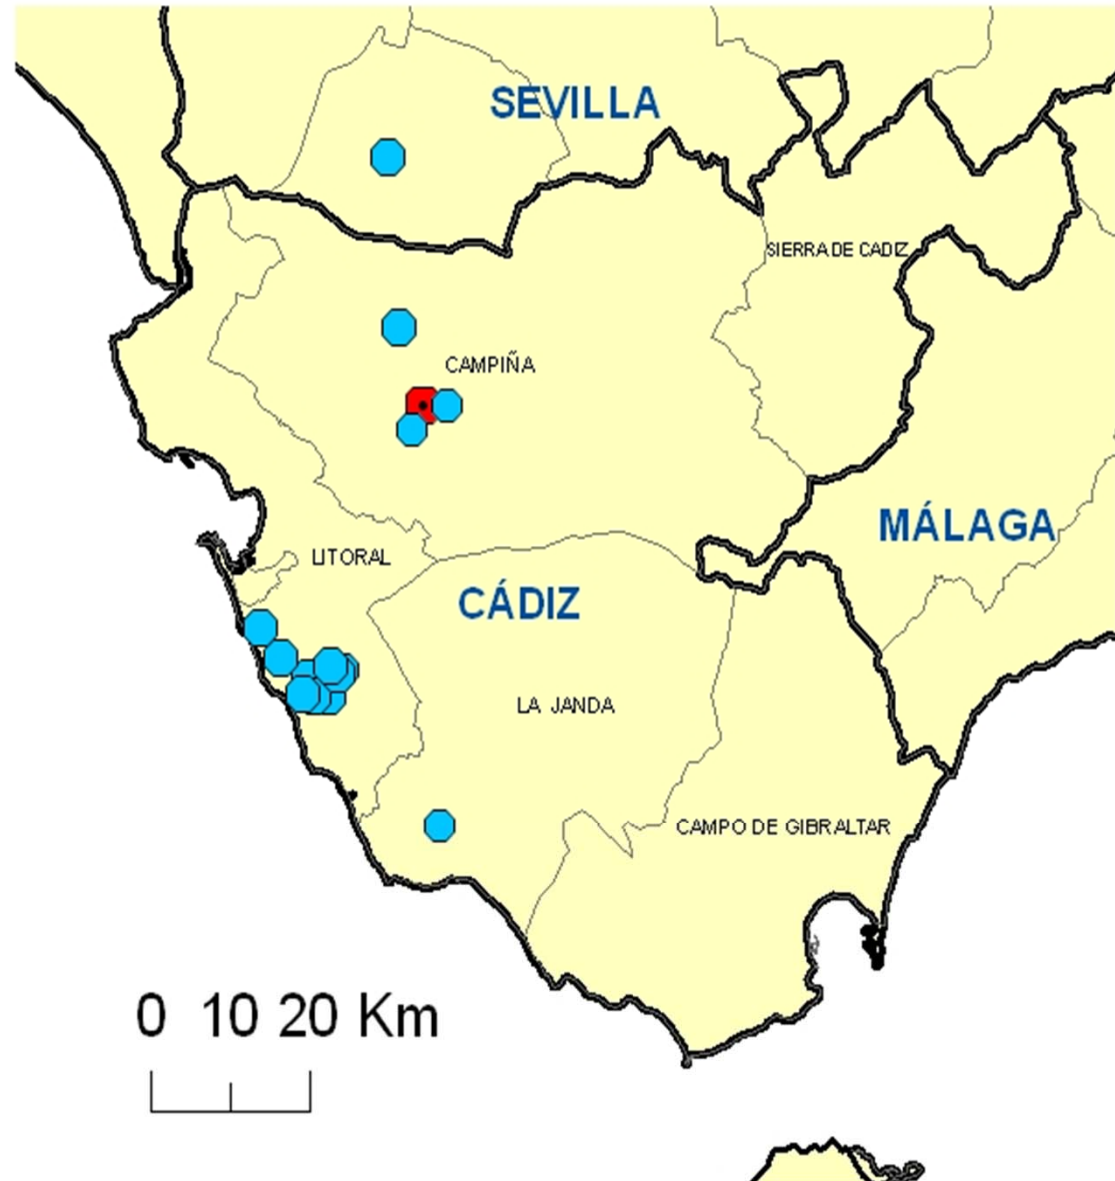 SEVILLA
SIERRA DE CADIZ
CAMPIÑA
MÁLAGA
LITORAL
CÁDIZ
LA JANDA
CAMPO DE GIBRALTAR
0 10 20 Km